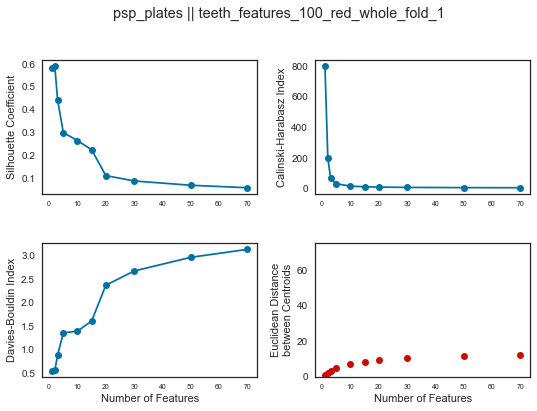 psp_plates || teeth_features_100_red_whole_fold_1
Silhouette Coefficient
0.6
0.5
0.4
0.3
0.2
0.1
0 10 20 30 40 50 60 70
Calinski-Harabasz Index
800
600
400
200
0
0 10 20 30 40 50 60 70
Davies-Bouldin Index
3.0
2.5
2.0
1.5
1.0
0.5
0 10 20 30 40 50 60 70
Number of Features
Euclidean Distance
between Centroids
60
40
20
0
0 10 20 30 40 50 60 70
Number of Features